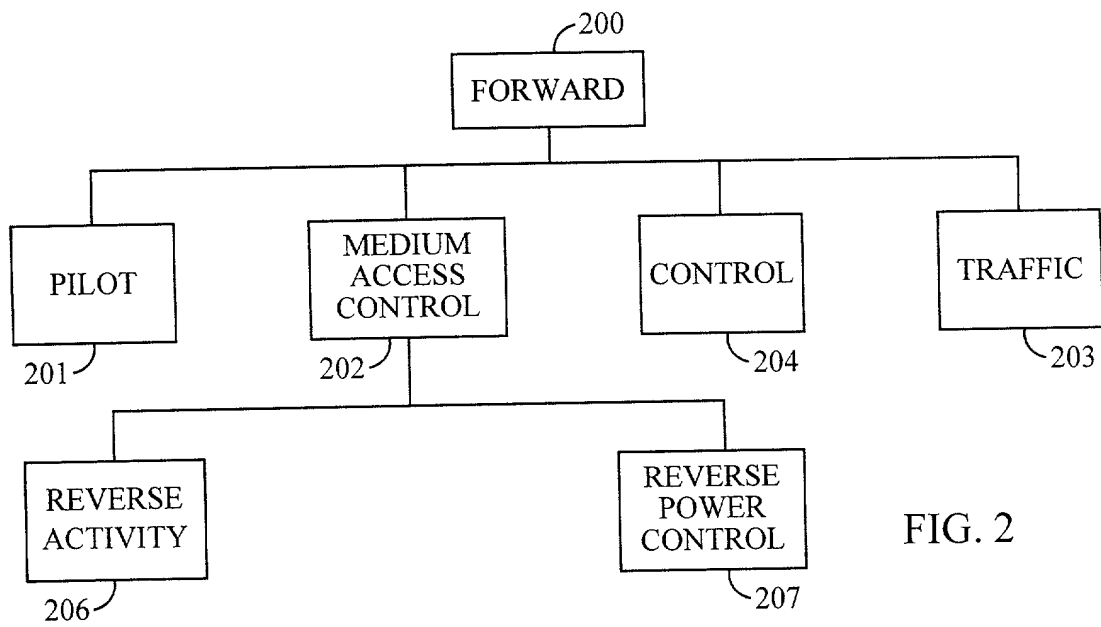 200
FORWARD
PILOT
MEDIUM
ACCESS
CONTROL
CONTROL
TRAFFIC
201
202
204
203
REVERSE
ACTIVITY
REVERSE
POWER
CONTROL
206
207
FIG. 2